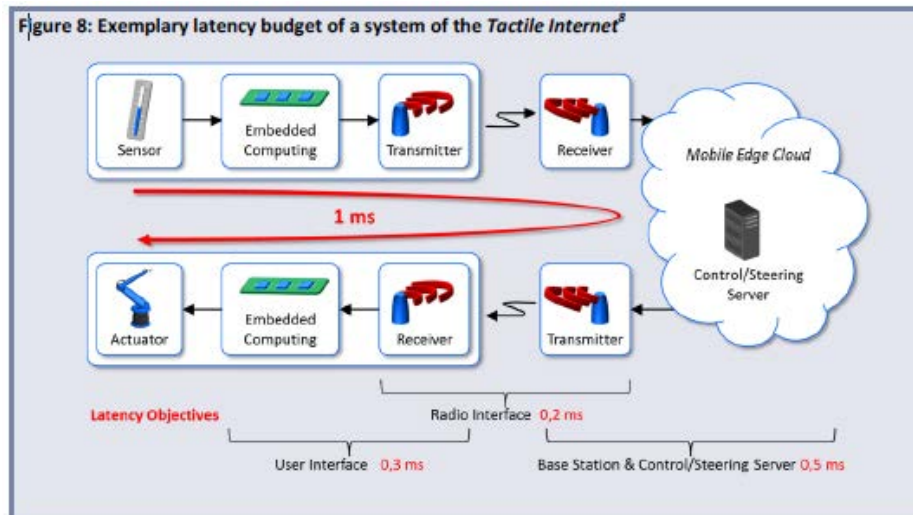 Figure 8: Exemplary latency budget of a system of the Tactile Internet⁸
Sensor
Embedded
Computing
Transmitter
Receiver
Mobile Edge Cloud
1 ms
Control/Steering
Server
Actuator
Embedded
Computing
Receiver
Transmitter
Latency Objectives
Radio Interface 0,2 ms
User Interface 0,3 ms
Base Station & Control/Steering Server 0,5 ms